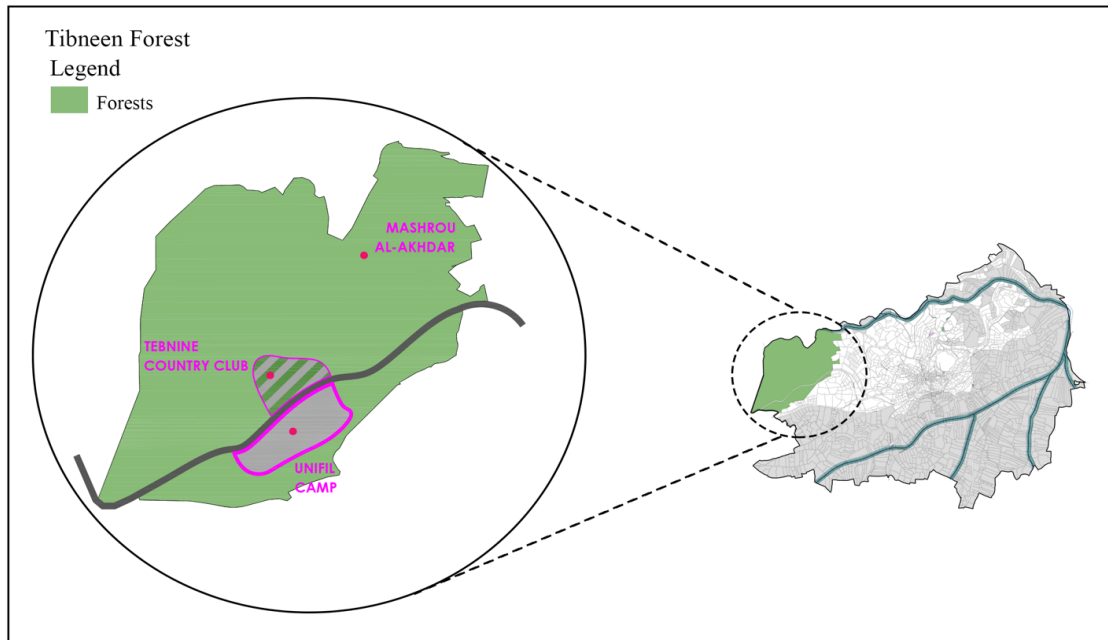 Tibneen Forest
Legend
Forests
MASHROU
AL-AKHDAR
TEBNINE
COUNTRY CLUB
UNIFIL
CAMP